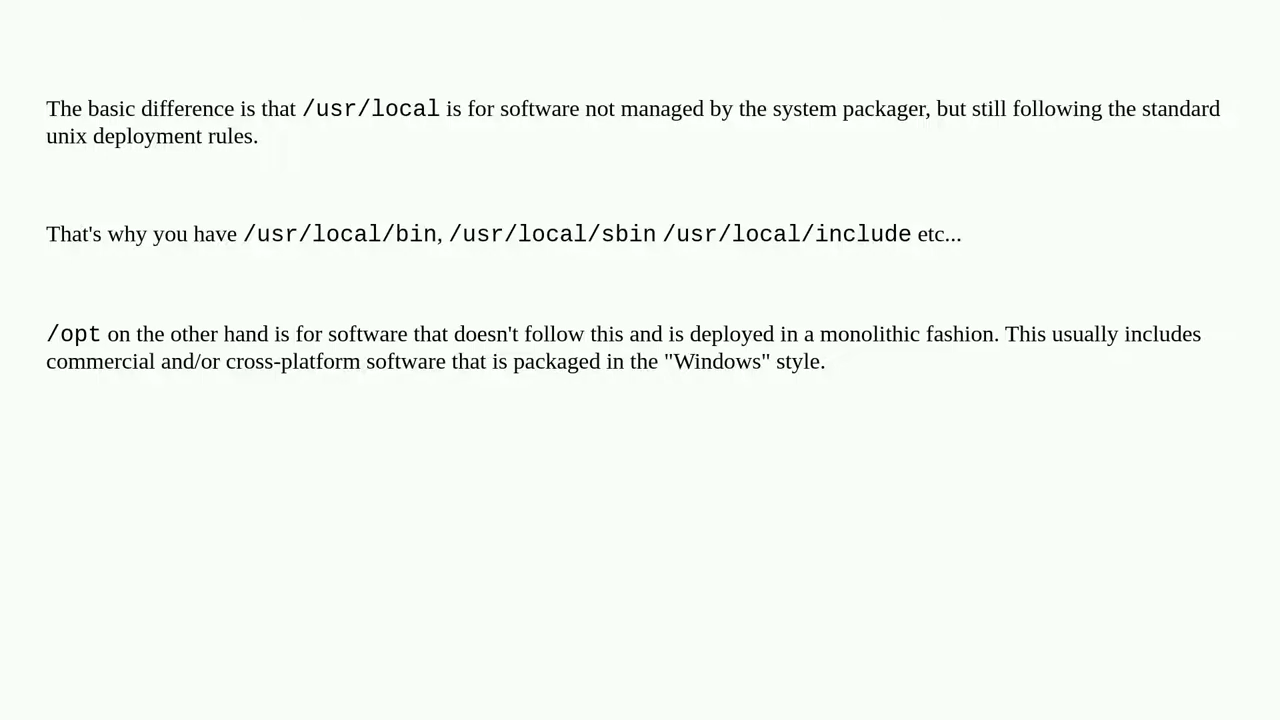 The basic difference is that /usr/local is for software not managed by the system packager, but still following the standard
unix deployment rules.
That's why you have /usr/local/bin, /usr/local/sbin /usr/local/include etc...
/opt on the other hand is for software that doesn't follow this and is deployed in a monolithic fashion. This usually includes
commercial and/or cross-platform software that is packaged in the "Windows" style.